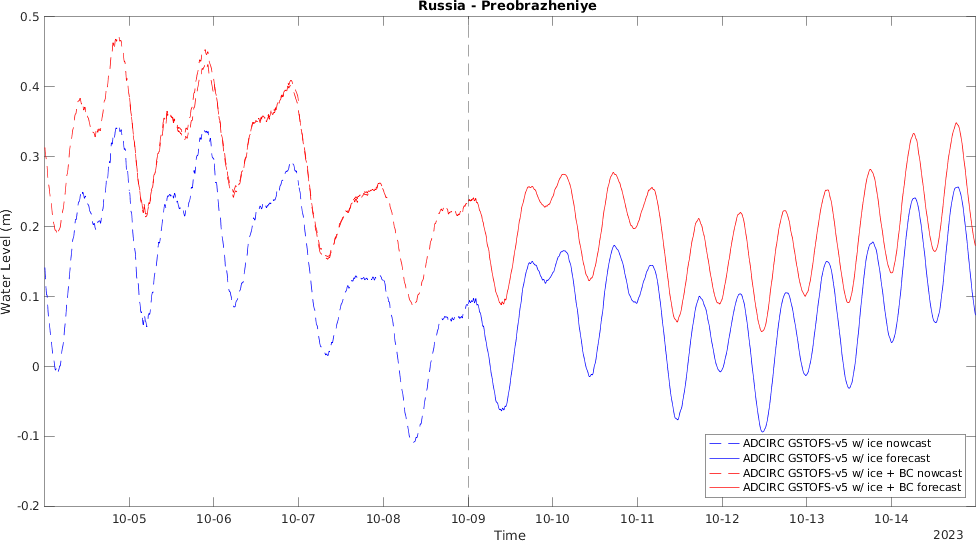 Russia - Preobrazheniye
Water Level (m)
0.5
0.4
0.3
0.2
0.1
0
-0.1
-0.2
10-05 10-06 10-07 10-08 10-09 10-10 10-11 10-12 10-13 10-14
Time
2023
ADCIRC GSTOFS-v5 w/ ice nowcast
ADCIRC GSTOFS-v5 w/ ice forecast
ADCIRC GSTOFS-v5 w/ ice + BC nowcast
ADCIRC GSTOFS-v5 w/ ice + BC forecast